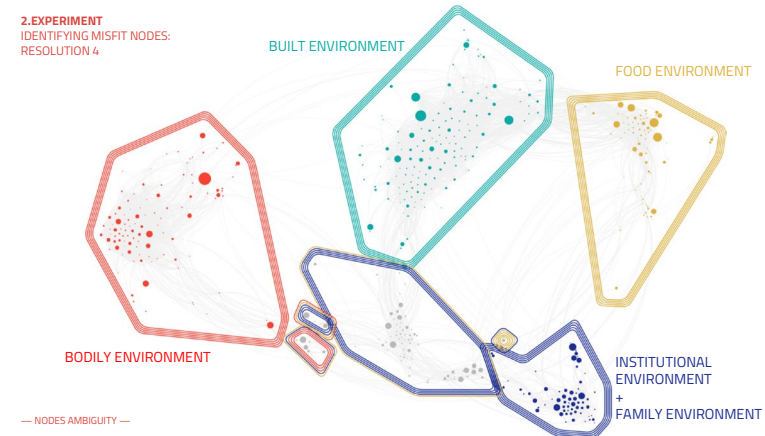 2.EXPERIMENT
IDENTIFYING MISFIT NODES:
RESOLUTION 4
BUILT ENVIRONMENT
FOOD ENVIRONMENT
BODILY ENVIRONMENT
INSTITUTIONAL
ENVIRONMENT
+
FAMILY ENVIRONMENT
— NODES AMBIGUITY —